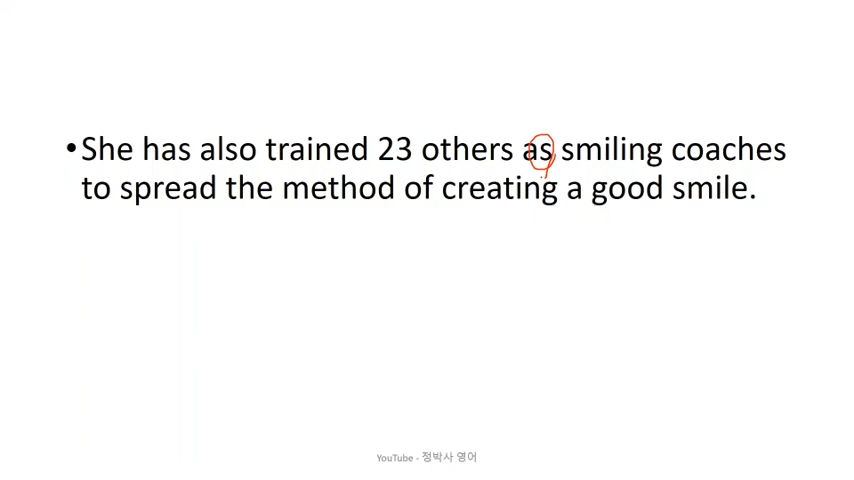 •She has also trained 23 others as smiling coaches
to spread the method of creating a good smile.
YouTube - 정박사 영어